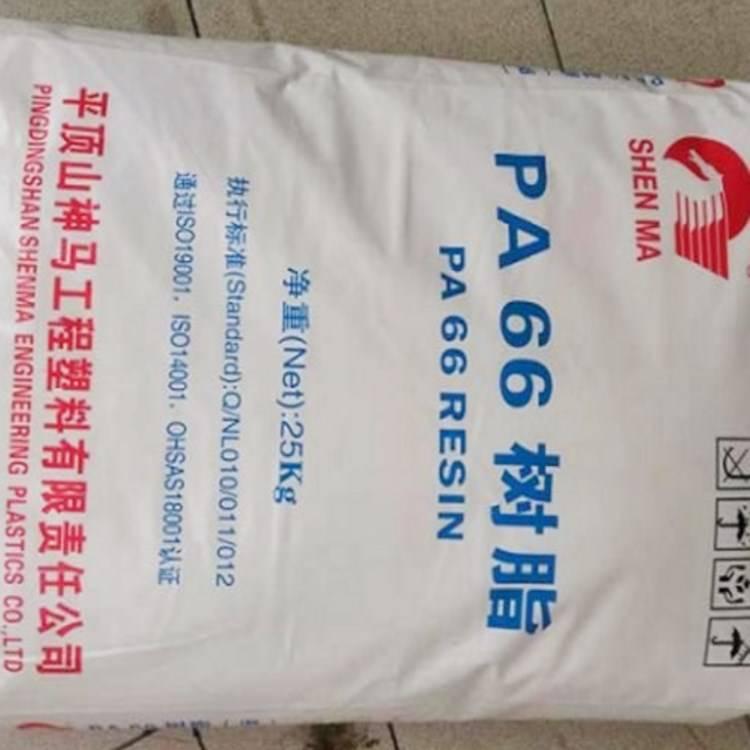 SHEN MA
PA 66 树脂
PA 66 RESIN
净重(Net):25Kg
执行标准(Standard):Q/NL010/011/012
通过ISO19001，ISO14001，OHSAS18001认证
平顶山神马工程塑料有限责任公司
PINGDINGSHAN SHENMA ENGINEERING PLASTICS CO.,LTD